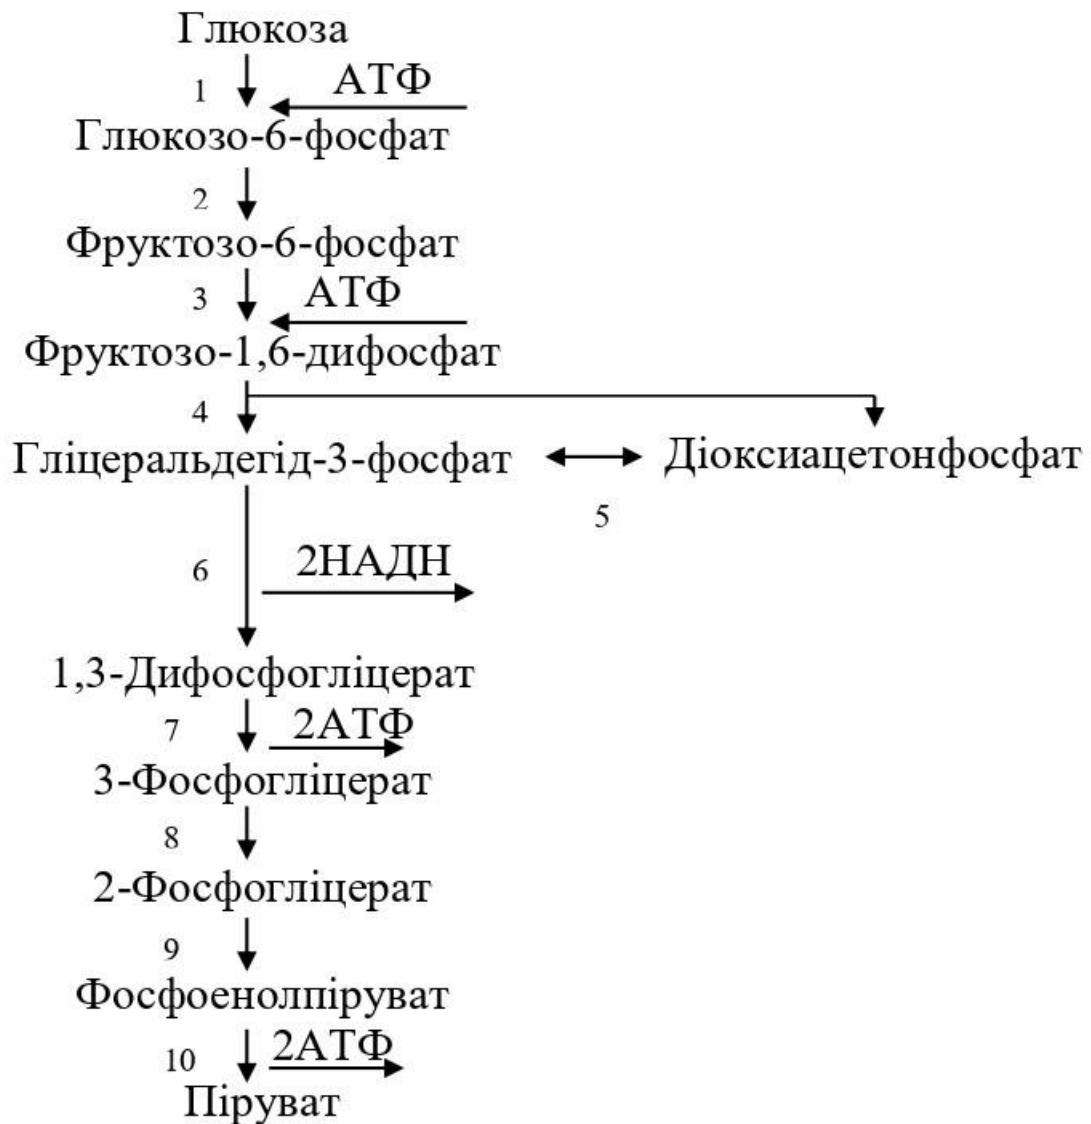 Глюкоза
1
АТФ
Глюкозо-6-фосфат
2
Фруктозо-6-фосфат
3
АТФ
Фруктозо-1,6-дифосфат
4
Гліцеральдегід-3-фосфат
Діоксиацетонфосфат
5
6
2НАДН
1,3-Дифосфогліцерат
7
2АТФ
3-Фосфогліцерат
8
2-Фосфогліцерат
9
Фосфоенолпіруват
10
2АТФ
Піруват